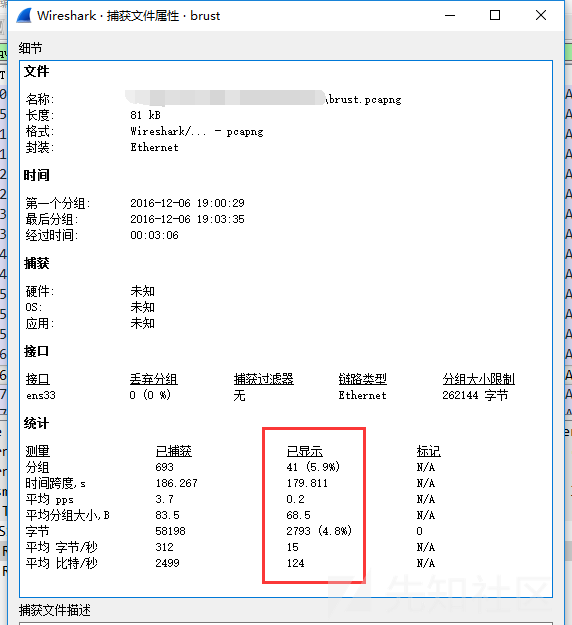 Wireshark · 捕获文件属性 · brust
细节
文件
名称: \brust.pcapng
长度: 81 kB
格式: Wireshark/... - pcapng
封装: Ethernet
时间
第一个分组: 2016-12-06 19:00:29
最后分组: 2016-12-06 19:03:35
经过时间: 00:03:06
捕获
硬件: 未知
OS: 未知
应用: 未知
接口
接口 丢弃分组 捕获过滤器 链路类型 分组大小限制
ens33 0 (0 %) 无 Ethernet 262144 字节
统计
测量 已捕获 已显示 标记
分组 693 41 (5.9%) N/A
时间跨度,s 186.267 179.811 N/A
平均 pps 3.7 0.2 N/A
平均分组大小,B 83.5 68.5 N/A
字节 58198 2793 (4.8%) 0
平均 字节/秒 312 15 N/A
平均 比特/秒 2499 124 N/A
先知社区
捕获文件描述